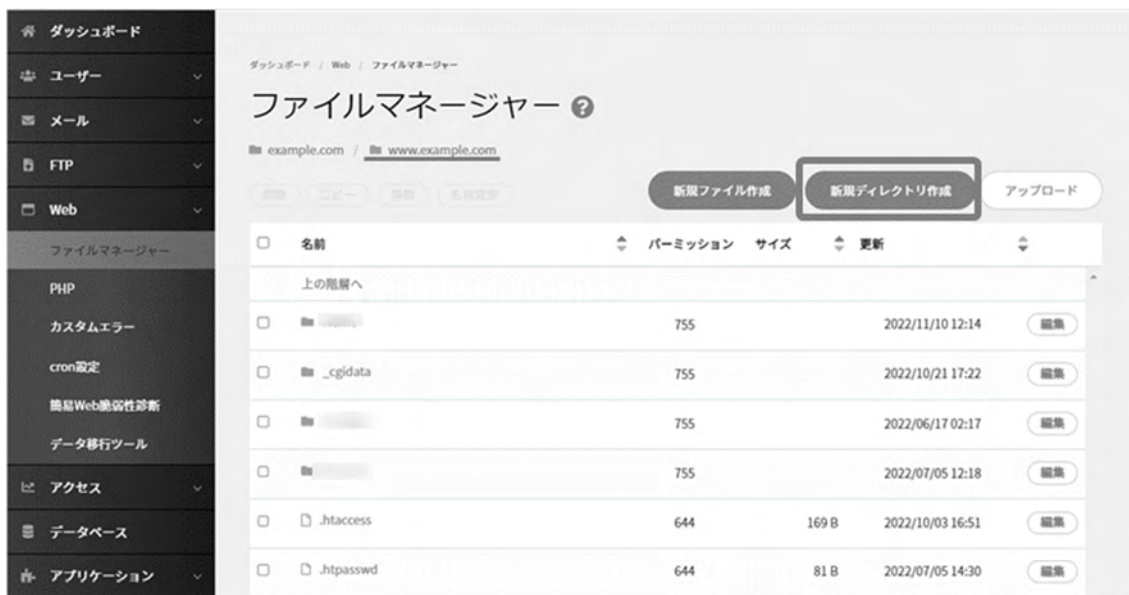 ダッシュボード
ユーザー
メール
FTP
Web
ファイルマネージャー
PHP
カスタムエラー
cron設定
簡易Web脆弱性診断
データ移行ツール
アクセス
データベース
アプリケーション
ダッシュボード / Web / ファイルマネージャー
ファイルマネージャー ?
example.com / www.example.com
削除 コピー 移動 名前変更 新規ファイル作成 新規ディレクトリ作成 アップロード
名前 パーミッション サイズ 更新
上の階層へ
755 2022/11/10 12:14 編集
_cgidata 755 2022/10/21 17:22 編集
755 2022/06/17 02:17 編集
755 2022/07/05 12:18 編集
.htaccess 644 169 B 2022/10/03 16:51 編集
.htpasswd 644 81 B 2022/07/05 14:30 編集